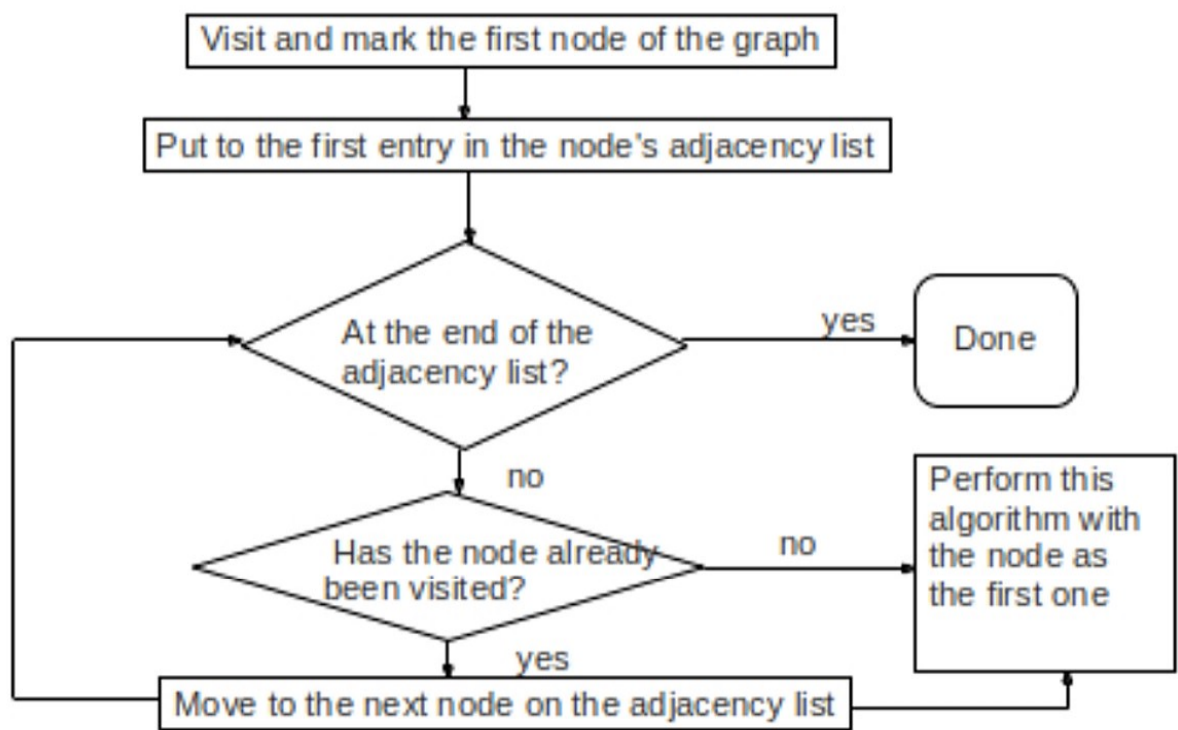 Visit and mark the first node of the graph
Put to the first entry in the node's adjacency list
At the end of the
adjacency list?
yes
Done
no
Has the node already
been visited?
no
Perform this
algorithm with
the node as
the first one
yes
Move to the next node on the adjacency list